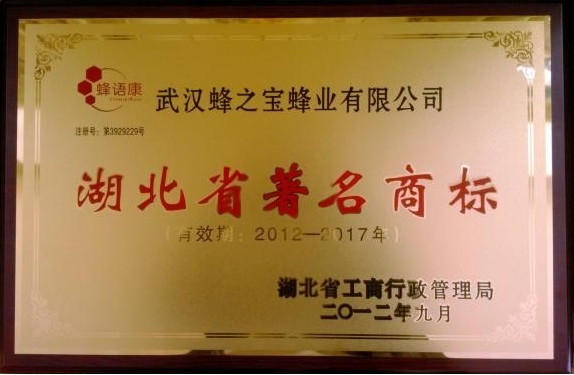 蜂语康
武汉蜂之宝蜂业有限公司
注册号：第3929229号
湖北省著名商标
（有效期：2012—2017年）
湖北省工商行政管理局
二〇一二年九月